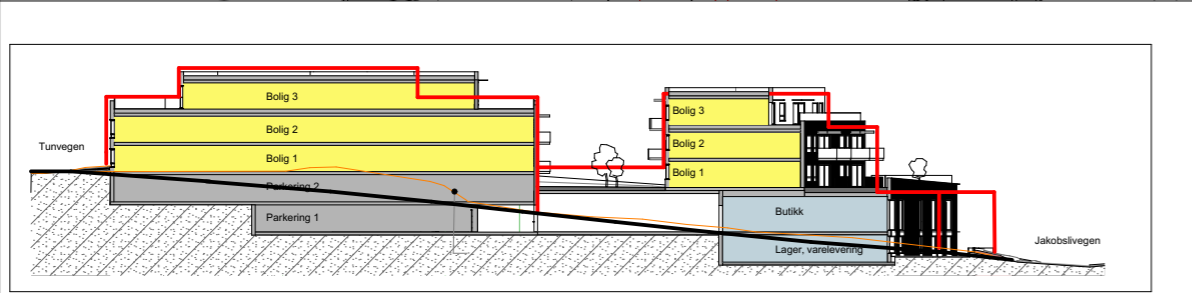 Bolig 3
Bolig 2
Bolig 1
Tunvegen
Parkering 2
Parkering 1
Bolig 3
Bolig 2
Bolig 1
Butikk
Lager, varelevering
Jakobslivegen